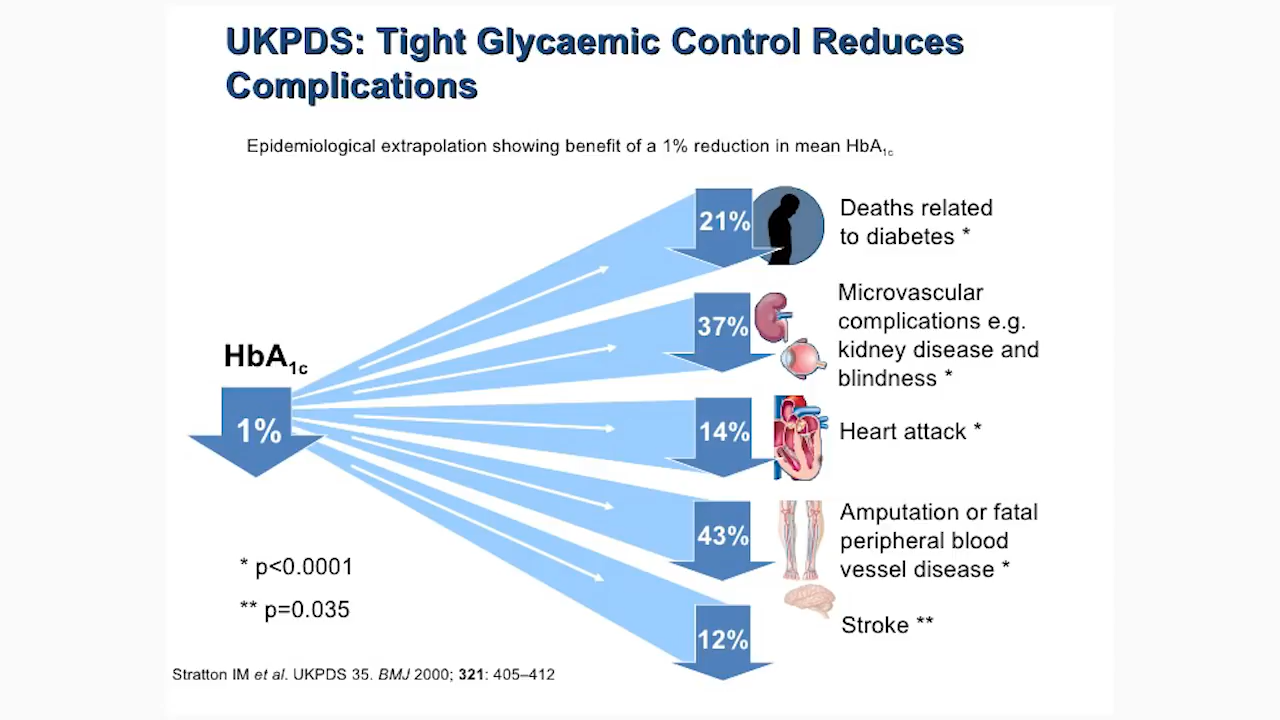 UKPDS: Tight Glycaemic Control Reduces
Complications
Epidemiological extrapolation showing benefit of a 1% reduction in mean HbA1c
21%
Deaths related
to diabetes *
37%
Microvascular
complications e.g.
kidney disease and
blindness *
HbA1c
1%
14%
Heart attack *
43%
Amputation or fatal
peripheral blood
vessel disease *
* p<0.0001
** p=0.035
12%
Stroke **
Stratton IM et al. UKPDS 35. BMJ 2000; 321: 405–412